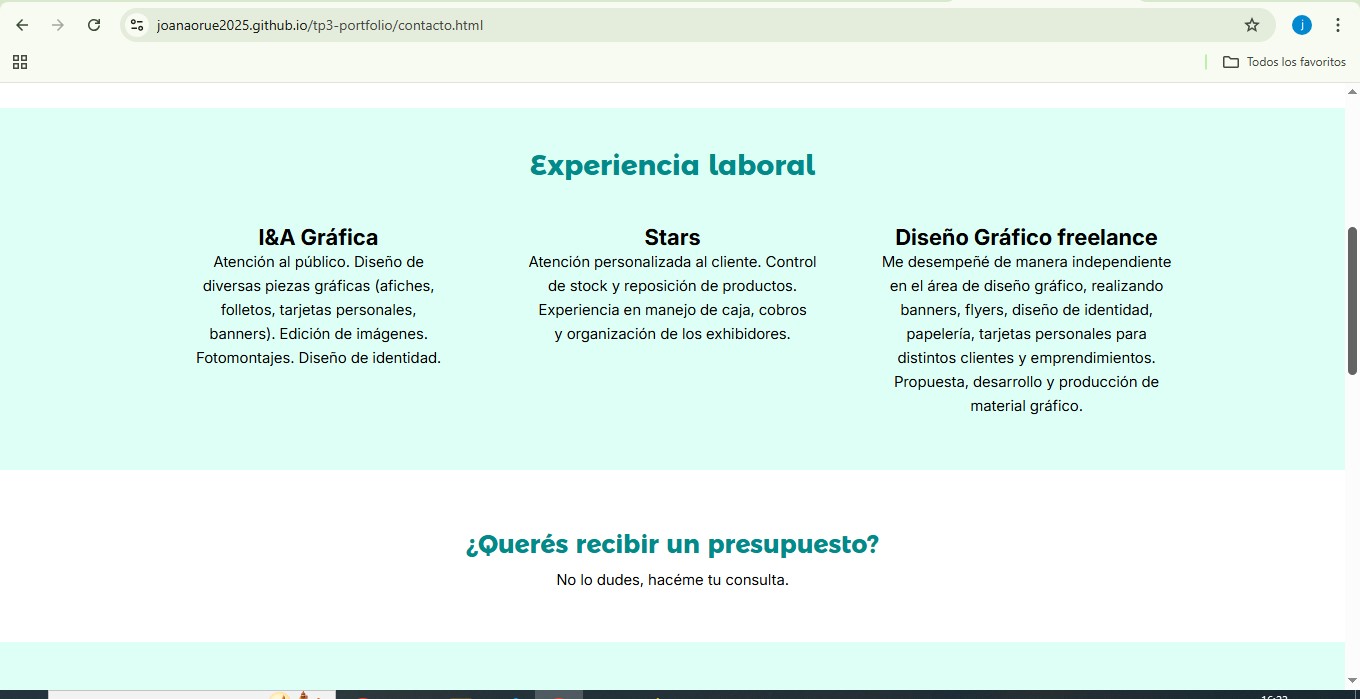 joanaorue2025.github.io/tp3-portfolio/contacto.html
j
Todos los favoritos
Experiencia laboral
I&A Gráfica
Atención al público. Diseño de
diversas piezas gráficas (afiches,
folletos, tarjetas personales,
banners). Edición de imágenes.
Fotomontajes. Diseño de identidad.
Stars
Atención personalizada al cliente. Control
de stock y reposición de productos.
Experiencia en manejo de caja, cobros
y organización de los exhibidores.
Diseño Gráfico freelance
Me desempeñé de manera independiente
en el área de diseño gráfico, realizando
banners, flyers, diseño de identidad,
papelería, tarjetas personales para
distintos clientes y emprendimientos.
Propuesta, desarrollo y producción de
material gráfico.
¿Querés recibir un presupuesto?
No lo dudes, hacéme tu consulta.